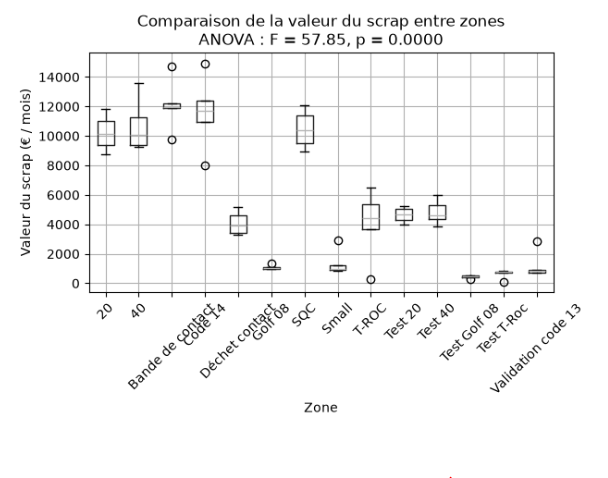 Comparaison de la valeur du scrap entre zones
ANOVA : F = 57.85, p = 0.0000
Valeur du scrap (€ / mois)
14000
12000
10000
8000
6000
4000
2000
0
20
40
Bande de contact
Code 14
Déchet contact
Golf 08
SQC
Small
T-ROC
Test 20
Test 40
Test Golf 08
Test T-Roc
Validation code 13
Zone